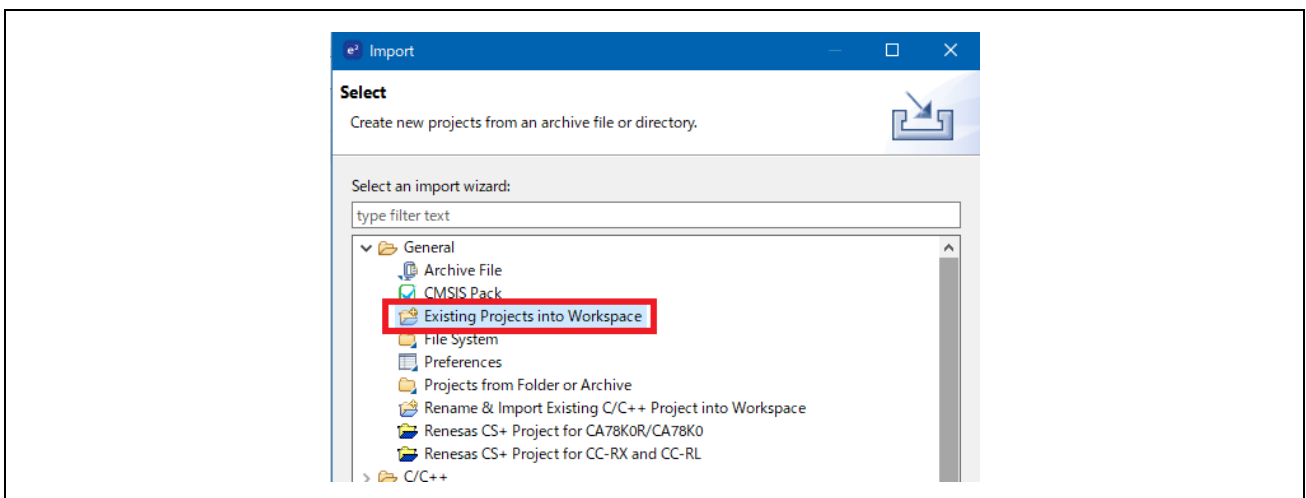 e² Import
Select
Create new projects from an archive file or directory.
Select an import wizard:
type filter text
General
Archive File
CMSIS Pack
Existing Projects into Workspace
File System
Preferences
Projects from Folder or Archive
Rename & Import Existing C/C++ Project into Workspace
Renesas CS+ Project for CA78K0R/CA78K0
Renesas CS+ Project for CC-RX and CC-RL
C/C++